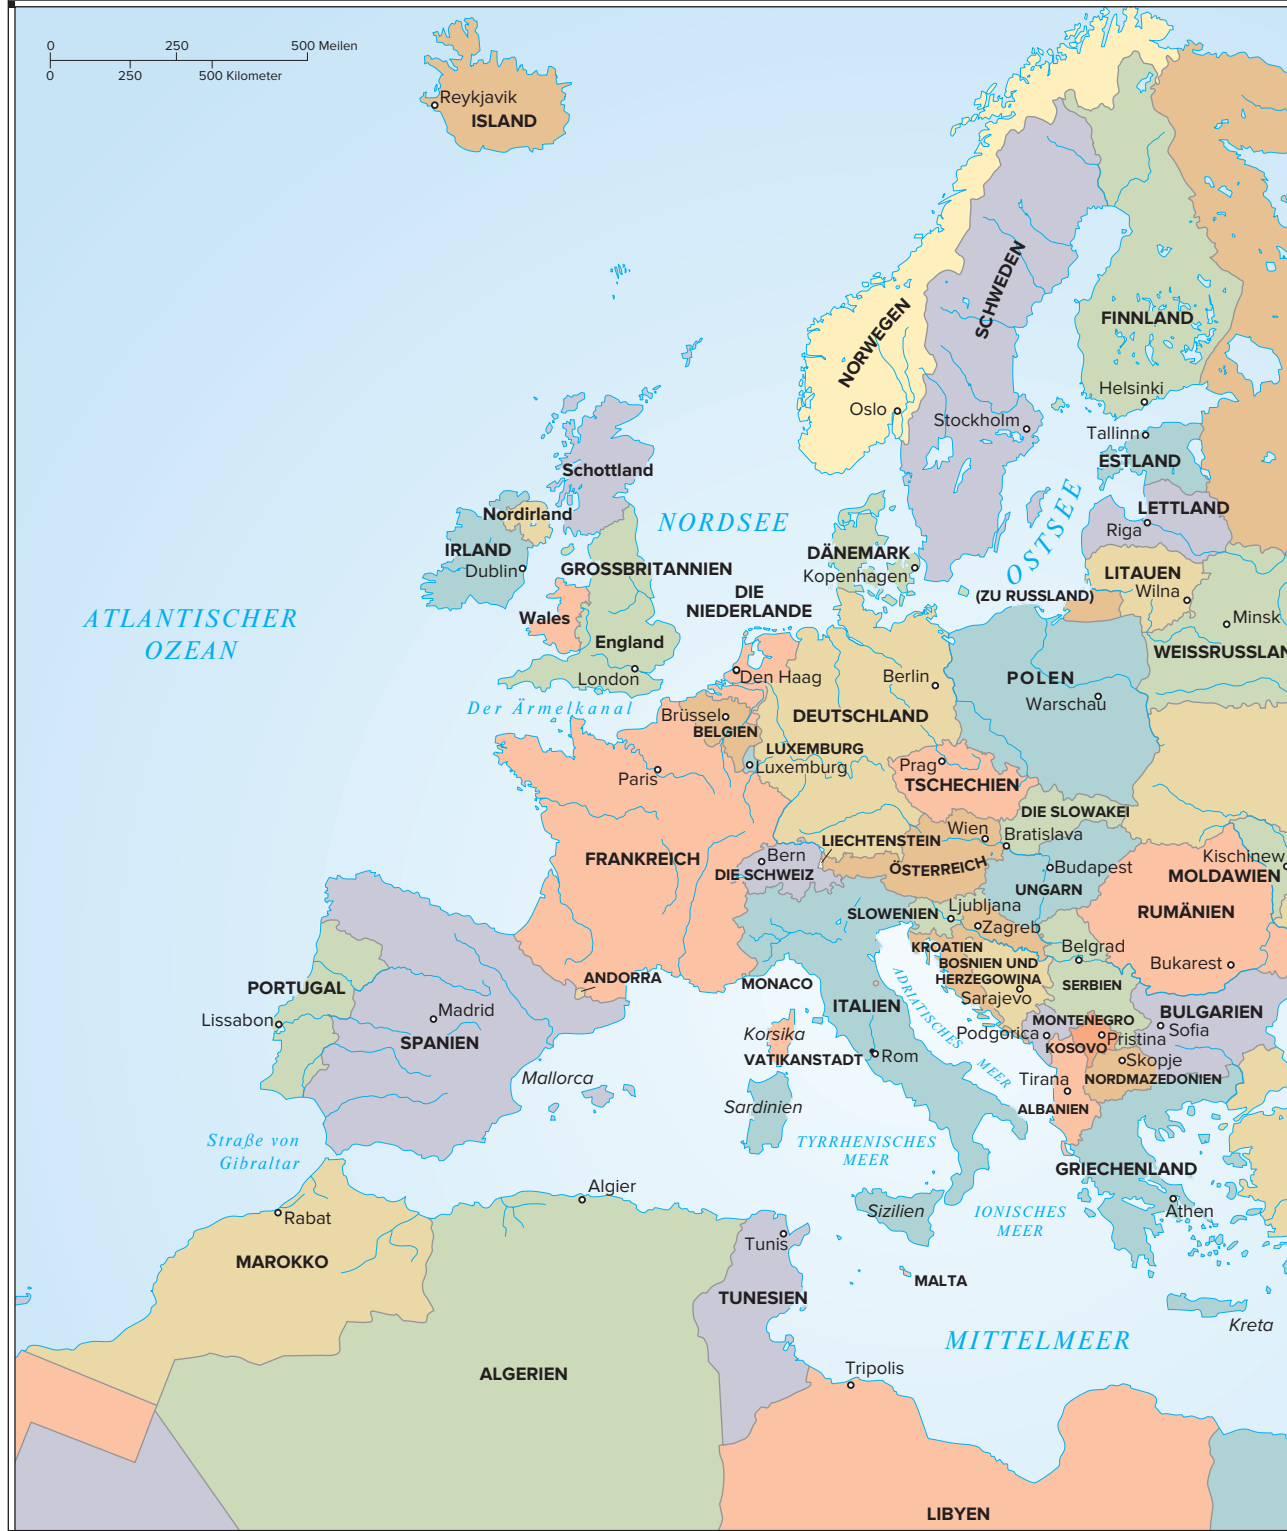 0 250 500 Meilen
0 250 500 Kilometer
Reykjavik
ISLAND
NORWEGEN
SCHWEDEN
FINNLAND
Helsinki
Oslo
Stockholm
Tallinn
ESTLAND
Schottland
OSTSEE
LETTLAND
Riga
Nordirland
NORDSEE
IRLAND
Dublin
GROSSBRITANNIEN
DÄNEMARK
Kopenhagen
LITAUEN
Wilna
(ZU RUSSLAND)
DIE
NIEDERLANDE
ATLANTISCHER
OZEAN
Wales
England
London
Minsk
WEISSRUSSLAN
Den Haag
Berlin
POLEN
Warschau
Der Ärmelkanal
Brüssel
BELGIEN
DEUTSCHLAND
LUXEMBURG
Luxemburg
Paris
Prag
TSCHECHIEN
DIE SLOWAKEI
Wien
Bratislava
LIECHTENSTEIN
FRANKREICH
Bern
DIE SCHWEIZ
ÖSTERREICH
Budapest
UNGARN
Kischinew
MOLDAWIEN
SLOWENIEN
Ljubljana
Zagreb
RUMÄNIEN
KROATIEN
BOSNIEN UND
HERZEGOWINA
Sarajevo
Belgrad
SERBIEN
Bukarest
ANDORRA
MONACO
PORTUGAL
Lissabon
Madrid
SPANIEN
ITALIEN
ADRIATISCHES
MEER
MONTENEGRO
Podgorica
KOSOVO
Pristina
BULGARIEN
Sofia
Korsika
VATIKANSTADT
Rom
Skopje
NORDMAZEDONIEN
Tirana
ALBANIEN
Mallorca
Sardinien
TYRRHENISCHES
MEER
Straße von
Gibraltar
GRIECHENLAND
Athen
Algier
Sizilien
IONISCHES
MEER
Rabat
MAROKKO
Tunis
TUNESIEN
MALTA
Kreta
MITTELMEER
ALGERIEN
Tripolis
LIBYEN